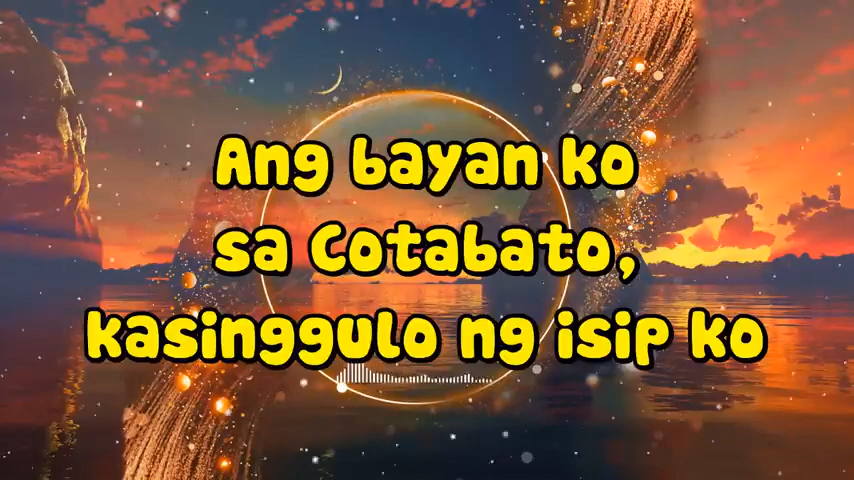 Ang bayan ko
sa Cotabato,
kasinggulo ng isip ko